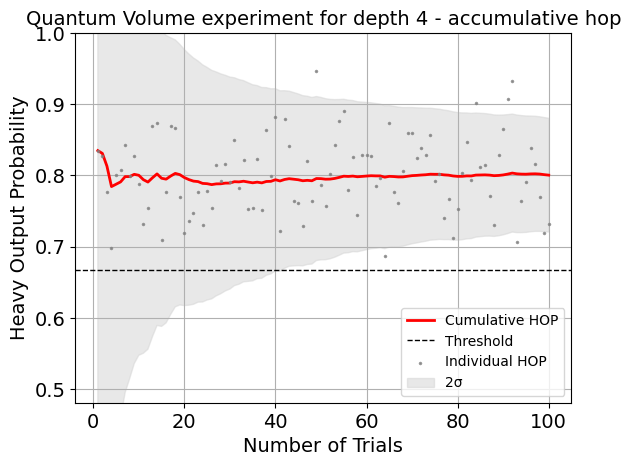 Quantum Volume experiment for depth 4 - accumulative hop
Heavy Output Probability
1.0
0.9
0.8
0.7
0.6
0.5
0
20
40
60
80
100
Number of Trials
Cumulative HOP
Threshold
Individual HOP
2σ